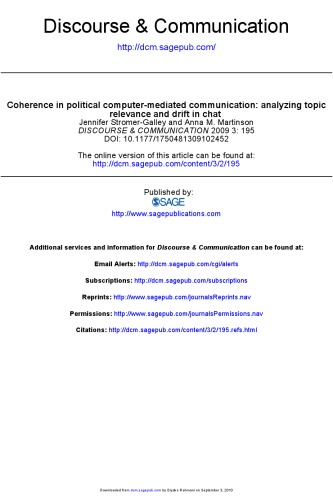 Discourse & Communication
http://dcm.sagepub.com/
Coherence in political computer-mediated communication: analyzing topic
relevance and drift in chat
Jennifer Stromer-Galley and Anna M. Martinson
DISCOURSE & COMMUNICATION 2009 3: 195
DOI: 10.1177/1750481309102452
The online version of this article can be found at:
http://dcm.sagepub.com/content/3/2/195
Published by:
SAGE
http://www.sagepublications.com
Additional services and information for Discourse & Communication can be found at:
Email Alerts: http://dcm.sagepub.com/cgi/alerts
Subscriptions: http://dcm.sagepub.com/subscriptions
Reprints: http://www.sagepub.com/journalsReprints.nav
Permissions: http://www.sagepub.com/journalsPermissions.nav
Citations: http://dcm.sagepub.com/content/3/2/195.refs.html
Downloaded from dcm.sagepub.com by on September 5, 2010